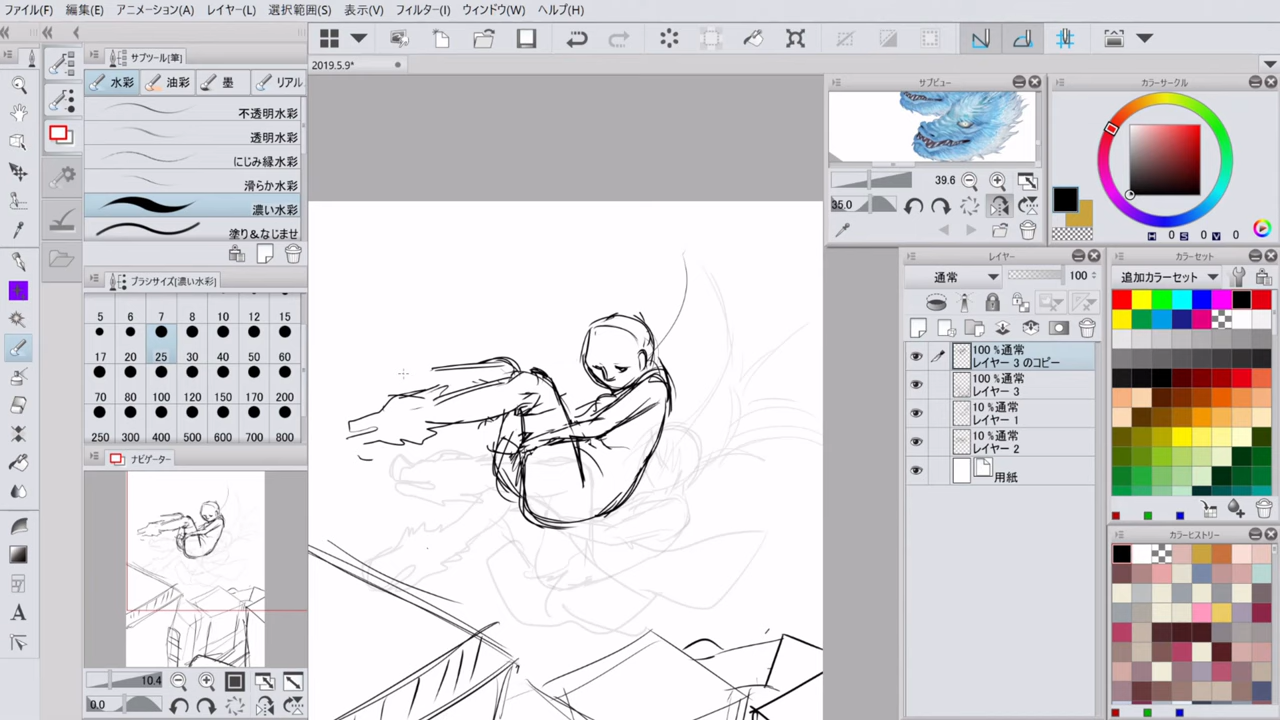 ファイル(F) 編集(E) アニメーション(A) レイヤー(L) 選択範囲(S) 表示(V) フィルター(I) ウィンドウ(W) ヘルプ(H)
2019.5.9*
サブツール[筆]
水彩 油彩 墨 リアル
不透明水彩
透明水彩
にじみ縁水彩
滑らか水彩
濃い水彩
塗り&なじませ
ブラシサイズ[濃い水彩]
5 6 7 8 10 12 15
17 20 25 30 40 50 60
70 80 100 120 150 170 200
250 300 400 500 600 700 800
ナビゲーター
10.4
0.0
サブビュー
39.6
35.0
カラーサークル
H 0 S 0 V 0
レイヤー
通常 100
100 %通常
レイヤー 3 のコピー
100 %通常
レイヤー 3
10 %通常
レイヤー 1
10 %通常
レイヤー 2
用紙
カラーセット
追加カラーセット
カラーヒストリー